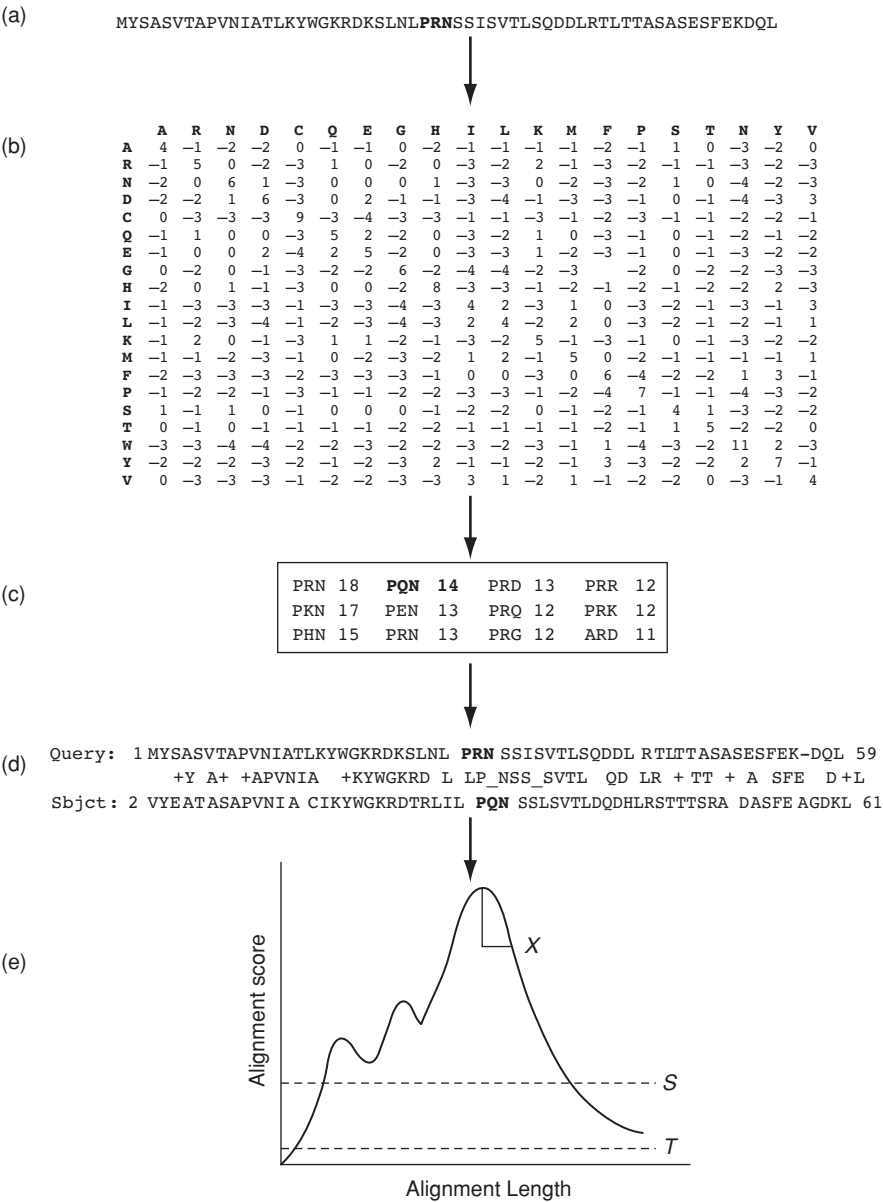 (a)
MYSASVTAPVNIATLKYWGKRDKSLNLPRNSSISVTLSQDDLRTLTTASASESFEKDQL
(b)
A R N D C Q E G H I L K M F P S T N Y V
A 4 –1 –2 –2 0 –1 –1 0 –2 –1 –1 –1 –1 –2 –1 1 0 –3 –2 0
R –1 5 0 –2 –3 1 0 –2 0 –3 –2 2 –1 –3 –2 –1 –1 –3 –2 –3
N –2 0 6 1 –3 0 0 0 1 –3 –3 0 –2 –3 –2 1 0 –4 –2 –3
D –2 –2 1 6 –3 0 2 –1 –1 –3 –4 –1 –3 –3 –1 0 –1 –4 –3 3
C 0 –3 –3 –3 9 –3 –4 –3 –3 –1 –1 –3 –1 –2 –3 –1 –1 –2 –2 –1
Q –1 1 0 0 –3 5 2 –2 0 –3 –2 1 0 –3 –1 0 –1 –2 –1 –2
E –1 0 0 2 –4 2 5 –2 0 –3 –3 1 –2 –3 –1 0 –1 –3 –2 –2
G 0 –2 0 –1 –3 –2 –2 6 –2 –4 –4 –2 –3 –2 0 –2 –2 –3 –3
H –2 0 1 –1 –3 0 0 –2 8 –3 –3 –1 –2 –1 –2 –1 –2 –2 2 –3
I –1 –3 –3 –3 –1 –3 –3 –4 –3 4 2 –3 1 0 –3 –2 –1 –3 –1 3
L –1 –2 –3 –4 –1 –2 –3 –4 –3 2 4 –2 2 0 –3 –2 –1 –2 –1 1
K –1 2 0 –1 –3 1 1 –2 –1 –3 –2 5 –1 –3 –1 0 –1 –3 –2 –2
M –1 –1 –2 –3 –1 0 –2 –3 –2 1 2 –1 5 0 –2 –1 –1 –1 –1 1
F –2 –3 –3 –3 –2 –3 –3 –3 –1 0 0 –3 0 6 –4 –2 –2 1 3 –1
P –1 –2 –2 –1 –3 –1 –1 –2 –2 –3 –3 –1 –2 –4 7 –1 –1 –4 –3 –2
S 1 –1 1 0 –1 0 0 0 –1 –2 –2 0 –1 –2 –1 4 1 –3 –2 –2
T 0 –1 0 –1 –1 –1 –1 –2 –2 –1 –1 –1 –1 –2 –1 1 5 –2 –2 0
W –3 –3 –4 –4 –2 –2 –3 –2 –2 –3 –2 –3 –1 1 –4 –3 –2 11 2 –3
Y –2 –2 –2 –3 –2 –1 –2 –3 2 –1 –1 –2 –1 3 –3 –2 –2 2 7 –1
V 0 –3 –3 –3 –1 –2 –2 –3 –3 3 1 –2 1 –1 –2 –2 0 –3 –1 4
(c)
PRN 18 PQN 14 PRD 13 PRR 12
PKN 17 PEN 13 PRQ 12 PRK 12
PHN 15 PRN 13 PRG 12 ARD 11
(d)
Query: 1 MYSASVTAPVNIATLKYWGKRDKSLNL PRN SSISVTLSQDDL RTLTTASASESFEK–DQL 59
+Y A+ +APVNIA +KYWGKRD L LP_NSS_SVTL QD LR + TT + A SFE D +L
Sbjct: 2 VYEATASAPVNIA CIKYWGKRDTRLIL PQN SSLSVTLDQDHLRSTTTSRA DASFE AGDKL 61
(e)
Alignment score
X
S
T
Alignment Length